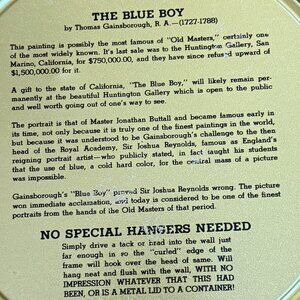 THE BLUE BOY
by Thomas Gainsborough, R. A.—(1727-1788)
This painting is possibly the most famous of "Old Masters," certainly one
of the most widely known. It's last sale was to the Huntington Gallery, San
Marino, California, for $750,000.00, and they have since refused upward of
$1,500,000.00 for it.
A gift to the state of California, "The Blue Boy," will likely remain per-
manently at the beautiful Huntington Gallery which is open to the public
and well worth going out of one's way to see.
The portrait is that of Master Jonathan Buttall and became famous early in
its time, not only because it is truly one of the finest paintings in the world,
but because it was understood to be Gainsborough's challenge to the then
head of the Royal Academy, Sir Joshua Reynolds, famous as England's
reigning portrait artist—who publicly stated, in fact taught his students
that the use of blue, a cold hard color, for the central mass of a picture
was impossible.
Gainsborough's "Blue Boy" proved Sir Joshua Reynolds wrong. The picture
won immediate acclamation, and today is considered to be one of the finest
portraits from the hands of the Old Masters of that period.
NO SPECIAL HANGERS NEEDED
Simply drive a tack or brad into the wall just
far enough in so the "curled" edge of the
frame will hook over the head of same. Will
hang neat and flush with the wall, WITH NO
IMPRESSION WHATEVER THAT THIS HAD
BEEN, OR IS A METAL LID TO A CONTAINER!